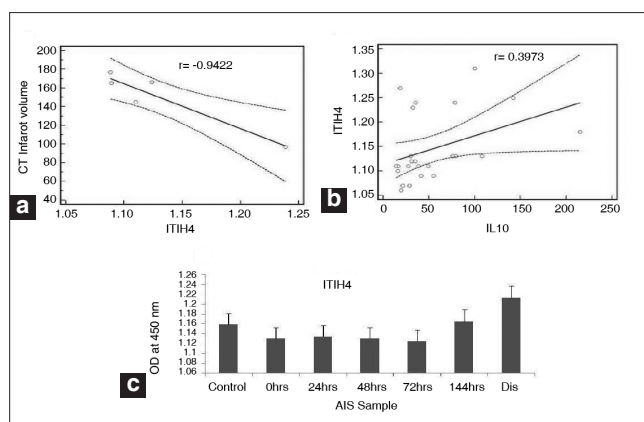 r= -0.9422
CT Infarot volume
200
180
160
140
120
100
80
60
40
1.05
1.10
1.15
1.20
1.25
ITIH4
a
r= 0.3973
ITIH4
1.35
1.30
1.25
1.20
1.15
1.10
1.05
0
50
100
150
200
250
IL10
b
ITIH4
OD at 450 nm
1.26
1.24
1.22
1.2
1.18
1.16
1.14
1.12
1.1
1.08
1.06
Control
0hrs
24hrs
48hrs
72hrs
144hrs
Dis
AIS Sample
c